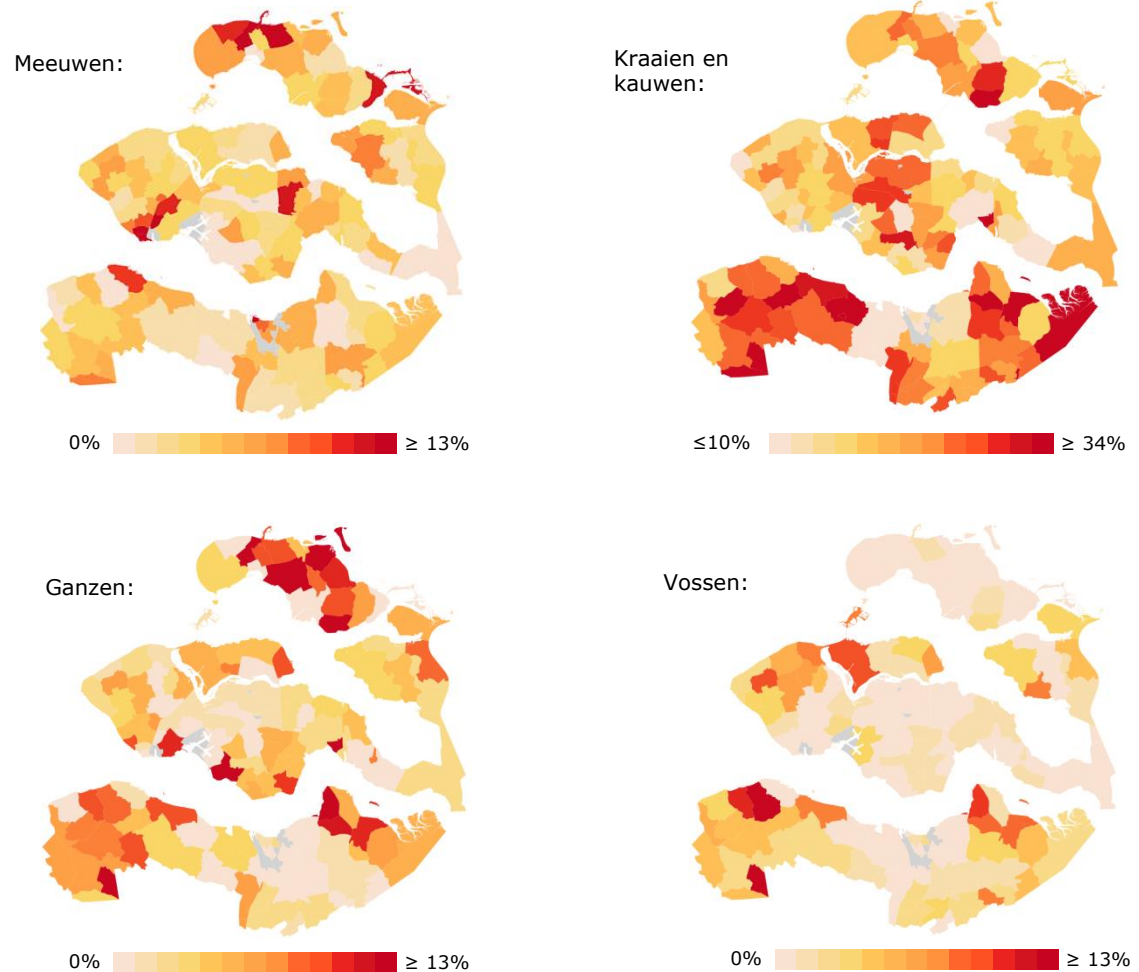 Meeuwen:
Kraaien en
kauwen:
0% ≥ 13%
≤10% ≥ 34%
Ganzen:
Vossen:
0% ≥ 13%
0% ≥ 13%